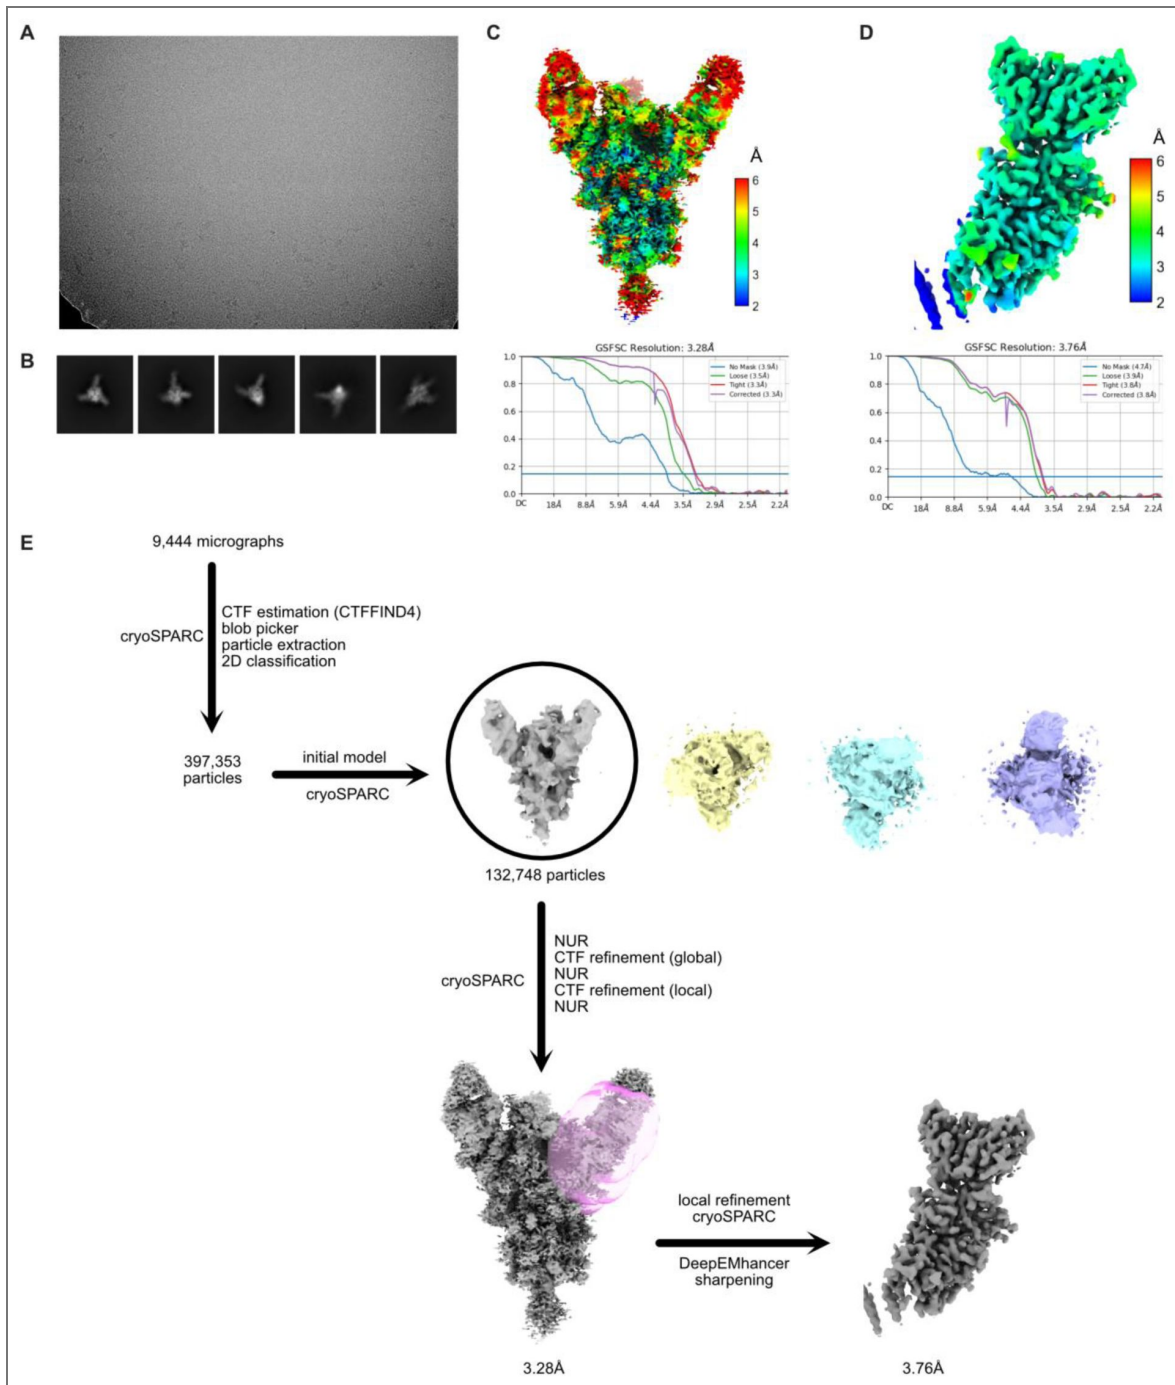 A
B
C
Å
6
5
4
3
2
GSFSC Resolution: 3.28Å
1.0
0.8
0.6
0.4
0.2
0.0
No Mask (3.9Å)
Loose (3.5Å)
Tight (3.3Å)
Corrected (3.3Å)
DC 18Å 8.8Å 5.9Å 4.4Å 3.5Å 2.9Å 2.5Å 2.2Å
D
Å
6
5
4
3
2
GSFSC Resolution: 3.76Å
1.0
0.8
0.6
0.4
0.2
0.0
No Mask (4.7Å)
Loose (3.9Å)
Tight (3.8Å)
Corrected (3.8Å)
DC 18Å 8.8Å 5.9Å 4.4Å 3.5Å 2.9Å 2.5Å 2.2Å
E
9,444 micrographs
cryoSPARC
CTF estimation (CTFFIND4)
blob picker
particle extraction
2D classification
397,353
particles
initial model
cryoSPARC
132,748 particles
cryoSPARC
NUR
CTF refinement (global)
NUR
CTF refinement (local)
NUR
local refinement
cryoSPARC
DeepEMhancer
sharpening
3.28Å
3.76Å